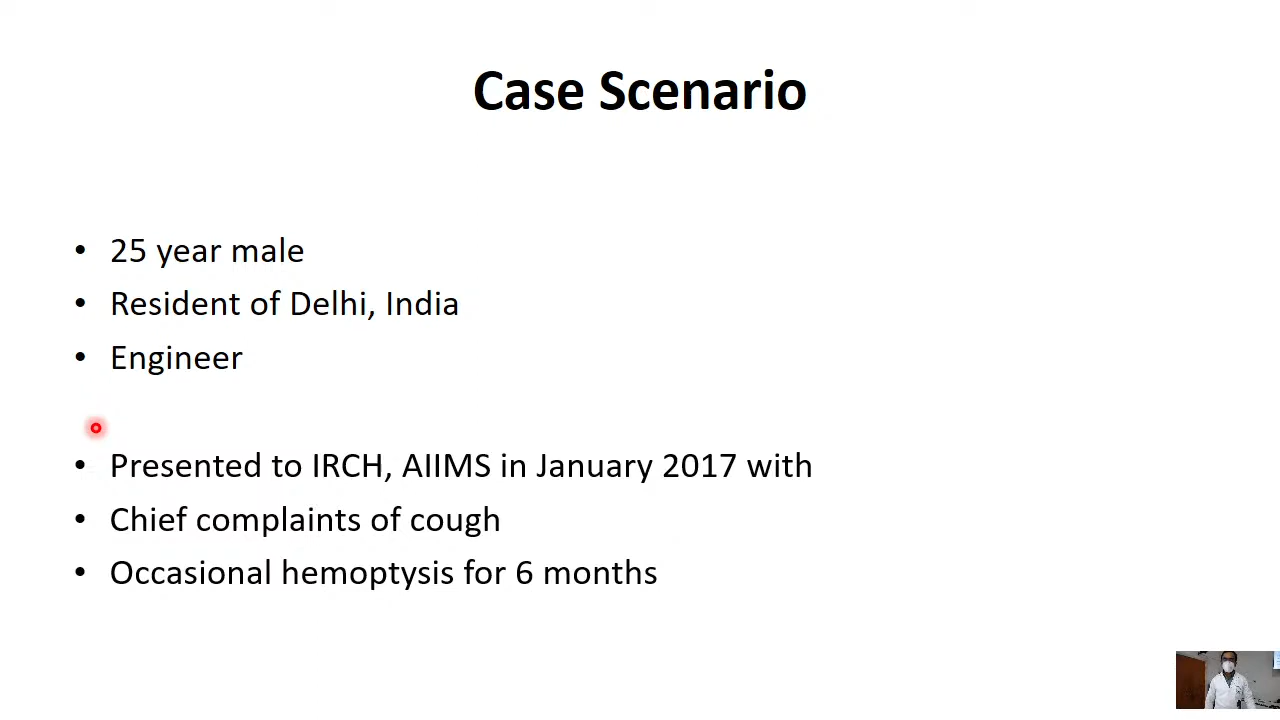 Case Scenario
• 25 year male
• Resident of Delhi, India
• Engineer
• Presented to IRCH, AIIMS in January 2017 with
• Chief complaints of cough
• Occasional hemoptysis for 6 months